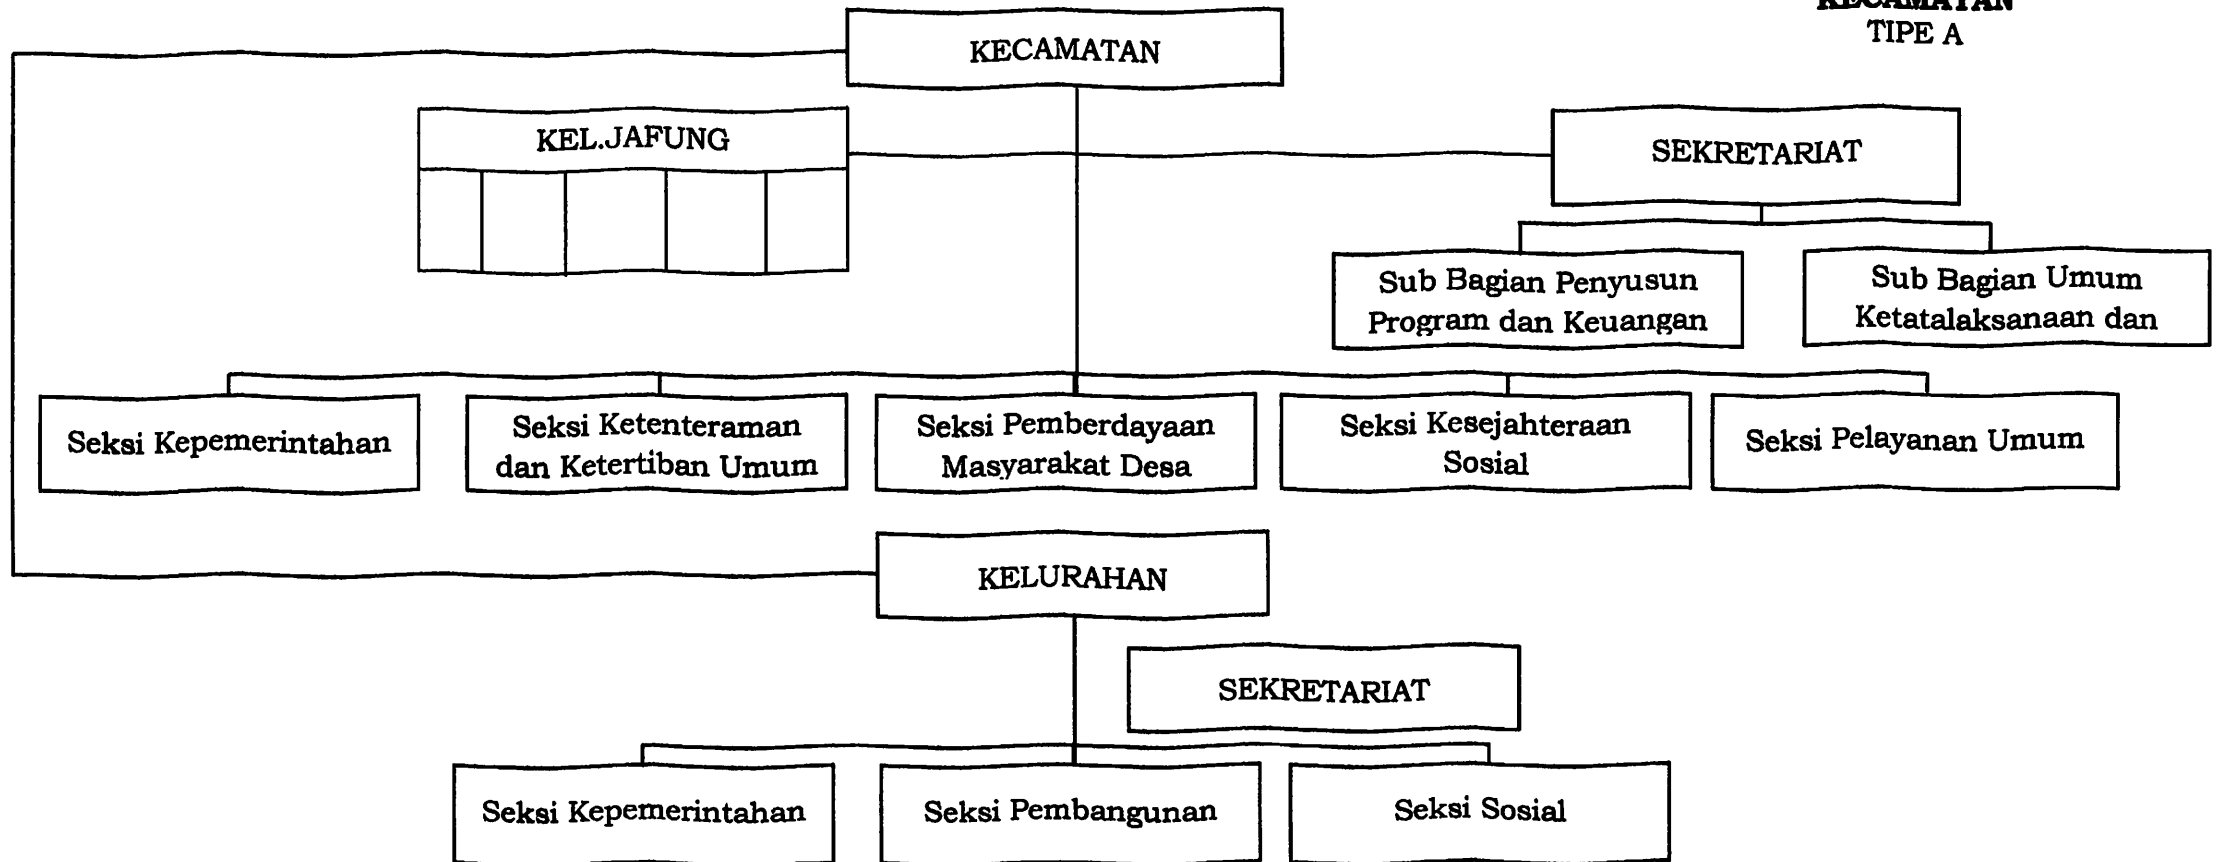 KECAMATAN
TIPE A
KECAMATAN
KEL.JAFUNG
SEKRETARIAT
Sub Bagian Penyusun
Program dan Keuangan
Sub Bagian Umum
Ketatalaksanaan dan
Seksi Kepemerintahan
Seksi Ketenteraman
dan Ketertiban Umum
Seksi Pemberdayaan
Masyarakat Desa
Seksi Kesejahteraan
Sosial
Seksi Pelayanan Umum
KELURAHAN
SEKRETARIAT
Seksi Kepemerintahan
Seksi Pembangunan
Seksi Sosial